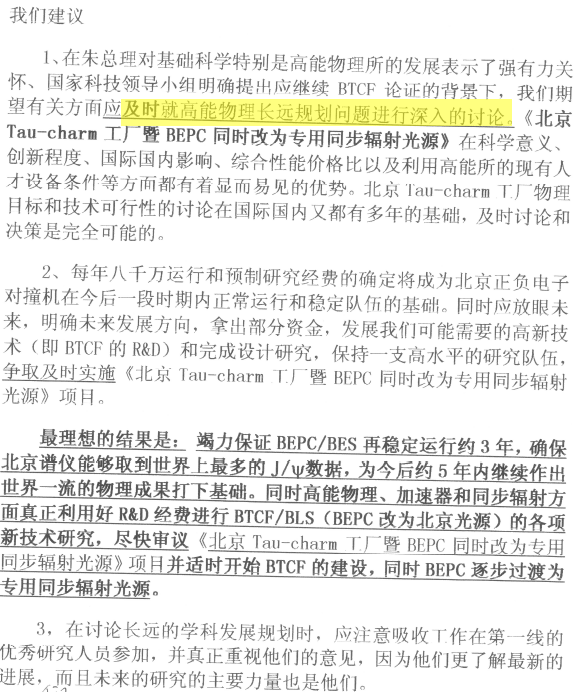 我们建议
1、在朱总理对基础科学特别是高能物理所的发展表示了强有力关
怀、国家科技领导小组明确提出应继续 BTCF 论证的背景下，我们期
望有关方面应及时就高能物理长远规划问题进行深入的讨论。《北京
Tau-charm 工厂暨 BEPC 同时改为专用同步辐射光源》在科学意义、
创新程度、国际国内影响、综合性能价格比以及利用高能所的现有人
才设备条件等方面都有着显而易见的优势。北京 Tau-charm 工厂物理
目标和技术可行性的讨论在国际国内又都有多年的基础，及时讨论和
决策是完全可能的。
2、每年八千万运行和预制研究经费的确定将成为北京正负电子
对撞机在今后一段时期内正常运行和稳定队伍的基础。同时应放眼未
来，明确未来发展方向，拿出部分资金，发展我们可能需要的高新技
术（即 BTCF 的 R&D）和完成设计研究，保持一支高水平的研究队伍，
争取及时实施《北京 Tau-charm 工厂暨 BEPC 同时改为专用同步辐射
光源》项目。
最理想的结果是： 竭力保证 BEPC/BES 再稳定运行约 3 年，确保
北京谱仪能够取到世界上最多的 J/ψ数据，为今后约 5 年内继续作出
世界一流的物理成果打下基础。同时高能物理、加速器和同步辐射方
面真正利用好 R&D 经费进行 BTCF/BLS（BEPC 改为北京光源）的各项
新技术研究，尽快审议《北京 Tau-charm 工厂暨 BEPC 同时改为专用
同步辐射光源》项目并适时开始 BTCF 的建设，同时 BEPC 逐步过渡为
专用同步辐射光源。
3，在讨论长远的学科发展规划时，应注意吸收工作在第一线的
优秀研究人员参加，并真正重视他们的意见，因为他们更了解最新的
进展，而且未来的研究的主要力量也是他们。